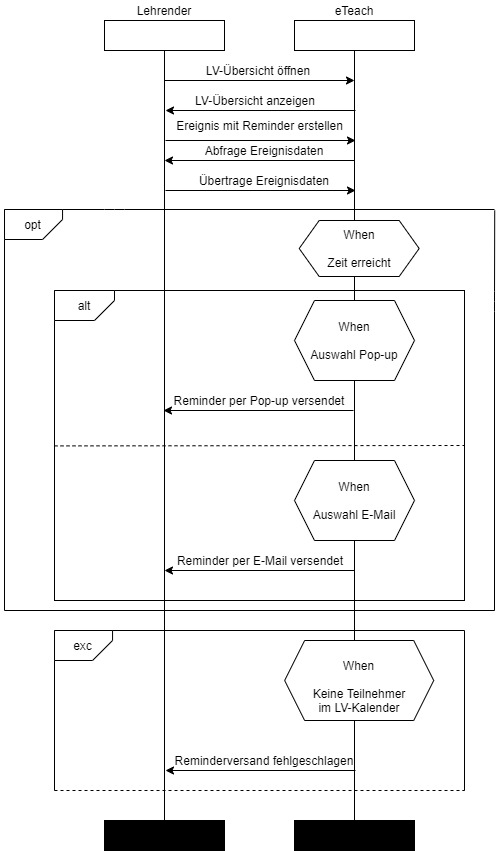 Lehrender
eTeach
LV-Übersicht öffnen
LV-Übersicht anzeigen
Ereignis mit Reminder erstellen
Abfrage Ereignisdaten
Übertrage Ereignisdaten
opt
When
Zeit erreicht
alt
When
Auswahl Pop-up
Reminder per Pop-up versendet
When
Auswahl E-Mail
Reminder per E-Mail versendet
exc
When
Keine Teilnehmer
im LV-Kalender
Reminderversand fehlgeschlagen